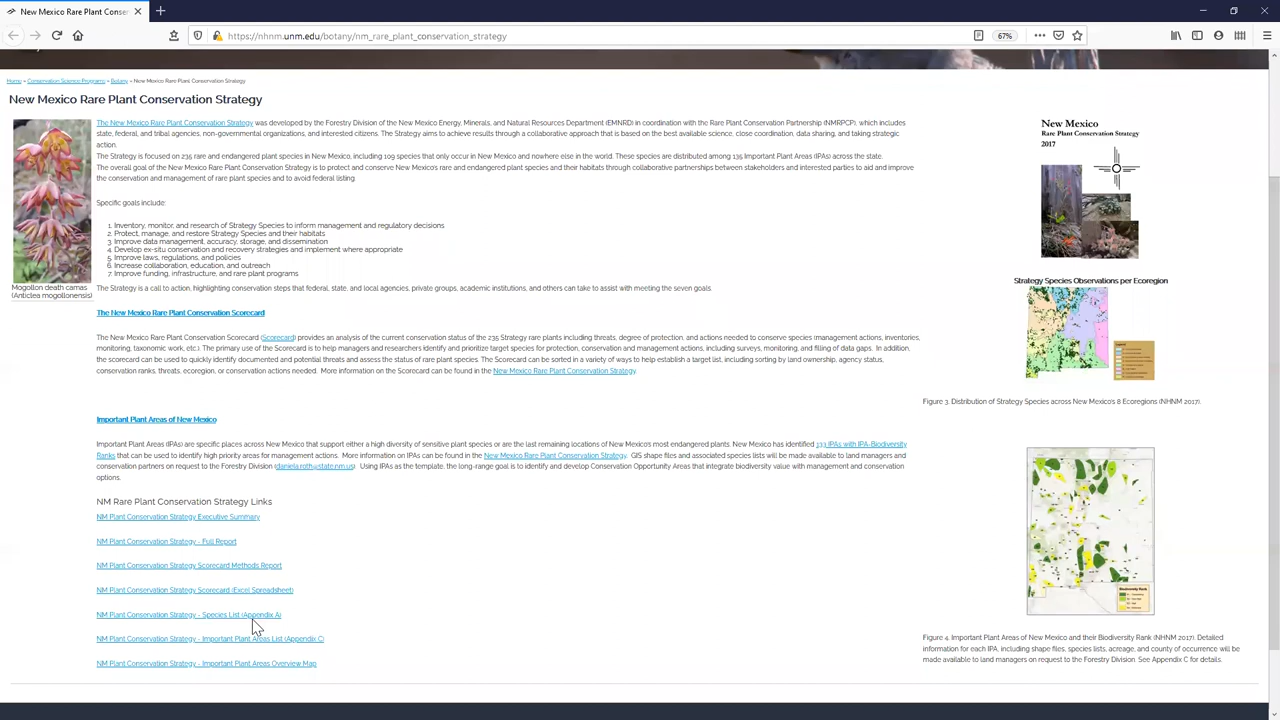 New Mexico Rare Plant Conser
https://nhnm.unm.edu/botany/nm_rare_plant_conservation_strategy
67%
Home » Conservation Science Programs » Botany » New Mexico Rare Plant Conservation Strategy
New Mexico Rare Plant Conservation Strategy
The New Mexico Rare Plant Conservation Strategy was developed by the Forestry Division of the New Mexico Energy, Minerals, and Natural Resources Department (EMNRD) in coordination with the Rare Plant Conservation Partnership (NMRPCP), which includes
state, federal, and tribal agencies, non-governmental organizations, and interested citizens. The Strategy aims to achieve results through a collaborative approach that is based on the best available science, close coordination, data sharing, and taking strategic
action.
The Strategy is focused on 235 rare and endangered plant species in New Mexico, including 109 species that only occur in New Mexico and nowhere else in the world. These species are distributed among 135 Important Plant Areas (IPAs) across the state.
The overall goal of the New Mexico Rare Plant Conservation Strategy is to protect and conserve New Mexico's rare and endangered plant species and their habitats through collaborative partnerships between stakeholders and interested parties to aid and improve
the conservation and management of rare plant species and to avoid federal listing.
Specific goals include:
1. Inventory, monitor, and research of Strategy Species to inform management and regulatory decisions
2. Protect, manage, and restore Strategy Species and their habitats
3. Improve data management, accuracy, storage, and dissemination
4. Develop ex-situ conservation and recovery strategies and implement where appropriate
5. Improve laws, regulations, and policies
6. Increase collaboration, education, and outreach
7. Improve funding, infrastructure, and rare plant programs
Mogollon death camas
(Anticlea mogollonensis)
The Strategy is a call to action, highlighting conservation steps that federal, state, and local agencies, private groups, academic institutions, and others can take to assist with meeting the seven goals.
The New Mexico Rare Plant Conservation Scorecard
The New Mexico Rare Plant Conservation Scorecard (Scorecard) provides an analysis of the current conservation status of the 235 Strategy rare plants including threats, degree of protection, and actions needed to conserve species (management actions, inventories,
monitoring, taxonomic work, etc.). The primary use of the Scorecard is to help managers and researchers identify and prioritize target species for protection, conservation and management actions, including surveys, monitoring, and filling of data gaps. In addition,
the scorecard can be used to quickly identify documented and potential threats and assess the status of rare plant species. The Scorecard can be sorted in a variety of ways to help establish a target list, including sorting by land ownership, agency status,
conservation ranks, threats, ecoregion, or conservation actions needed. More information on the Scorecard can be found in the New Mexico Rare Plant Conservation Strategy.
Important Plant Areas of New Mexico
Important Plant Areas (IPAs) are specific places across New Mexico that support either a high diversity of sensitive plant species or are the last remaining locations of New Mexico's most endangered plants. New Mexico has identified 133 IPAs with IPA-Biodiversity
Ranks that can be used to identify high priority areas for management actions. More information on IPAs can be found in the New Mexico Rare Plant Conservation Strategy. GIS shape files and associated species lists will be made available to land managers and
conservation partners on request to the Forestry Division (daniela.roth@state.nm.us). Using IPAs as the template, the long-range goal is to identify and develop Conservation Opportunity Areas that integrate biodiversity value with management and conservation
options.
NM Rare Plant Conservation Strategy Links
NM Plant Conservation Strategy Executive Summary
NM Plant Conservation Strategy - Full Report
NM Plant Conservation Strategy Scorecard Methods Report
NM Plant Conservation Strategy Scorecard (Excel Spreadsheet)
NM Plant Conservation Strategy - Species List (Appendix A)
NM Plant Conservation Strategy - Important Plant Areas List (Appendix C)
NM Plant Conservation Strategy - Important Plant Areas Overview Map
New Mexico
Rare Plant Conservation Strategy
2017
Strategy Species Observations per Ecoregion
Figure 3. Distribution of Strategy Species across New Mexico's 8 Ecoregions (NHNM 2017).
Biodiversity Rank
Figure 4. Important Plant Areas of New Mexico and their Biodiversity Rank (NHNM 2017). Detailed
information for each IPA, including shape files, species lists, acreage, and county of occurrence will be
made available to land managers on request to the Forestry Division. See Appendix C for details.